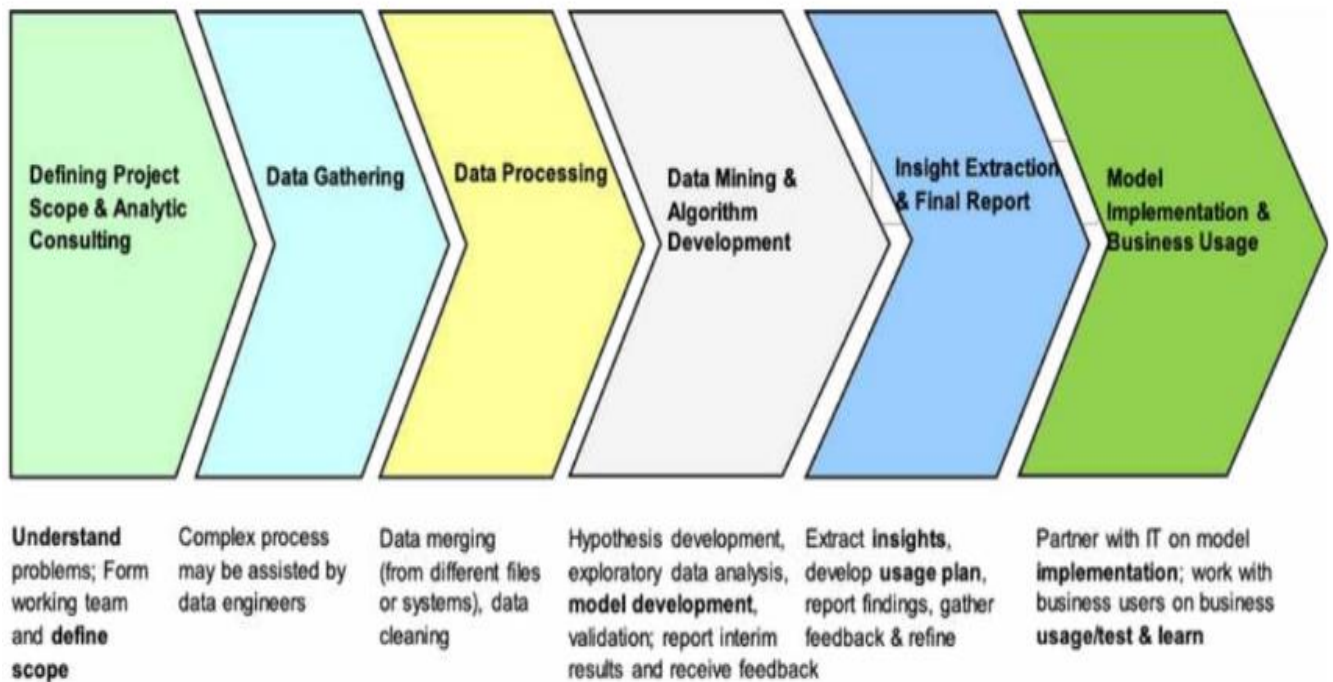 Defining Project
Scope & Analytic
Consulting
Data Gathering
Data Processing
Data Mining &
Algorithm
Development
Insight Extraction
& Final Report
Model
Implementation &
Business Usage
Understand
problems; Form
working team
and define
scope
Complex process
may be assisted by
data engineers
Data merging
(from different files
or systems), data
cleaning
Hypothesis development,
exploratory data analysis,
model development,
validation; report interim
results and receive feedback
Extract insights,
develop usage plan,
report findings, gather
feedback & refine
Partner with IT on model
implementation; work with
business users on business
usage/test & learn